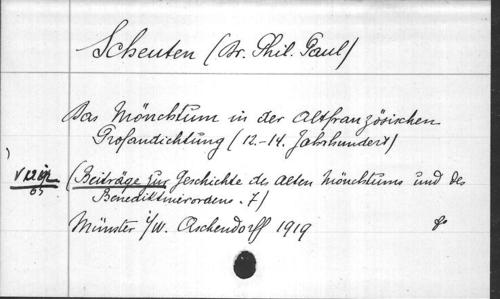 Scheuten (Dr. Phil. Paul)
Das Mönchtum in der Altfranzösischen
Profandichtung (12.-14. Jahrhundert)
(Beiträge zur Geschichte des alten Mönchtums und des
Benediktinerordens. 7)
Münster i/W. Aschendorff 1919